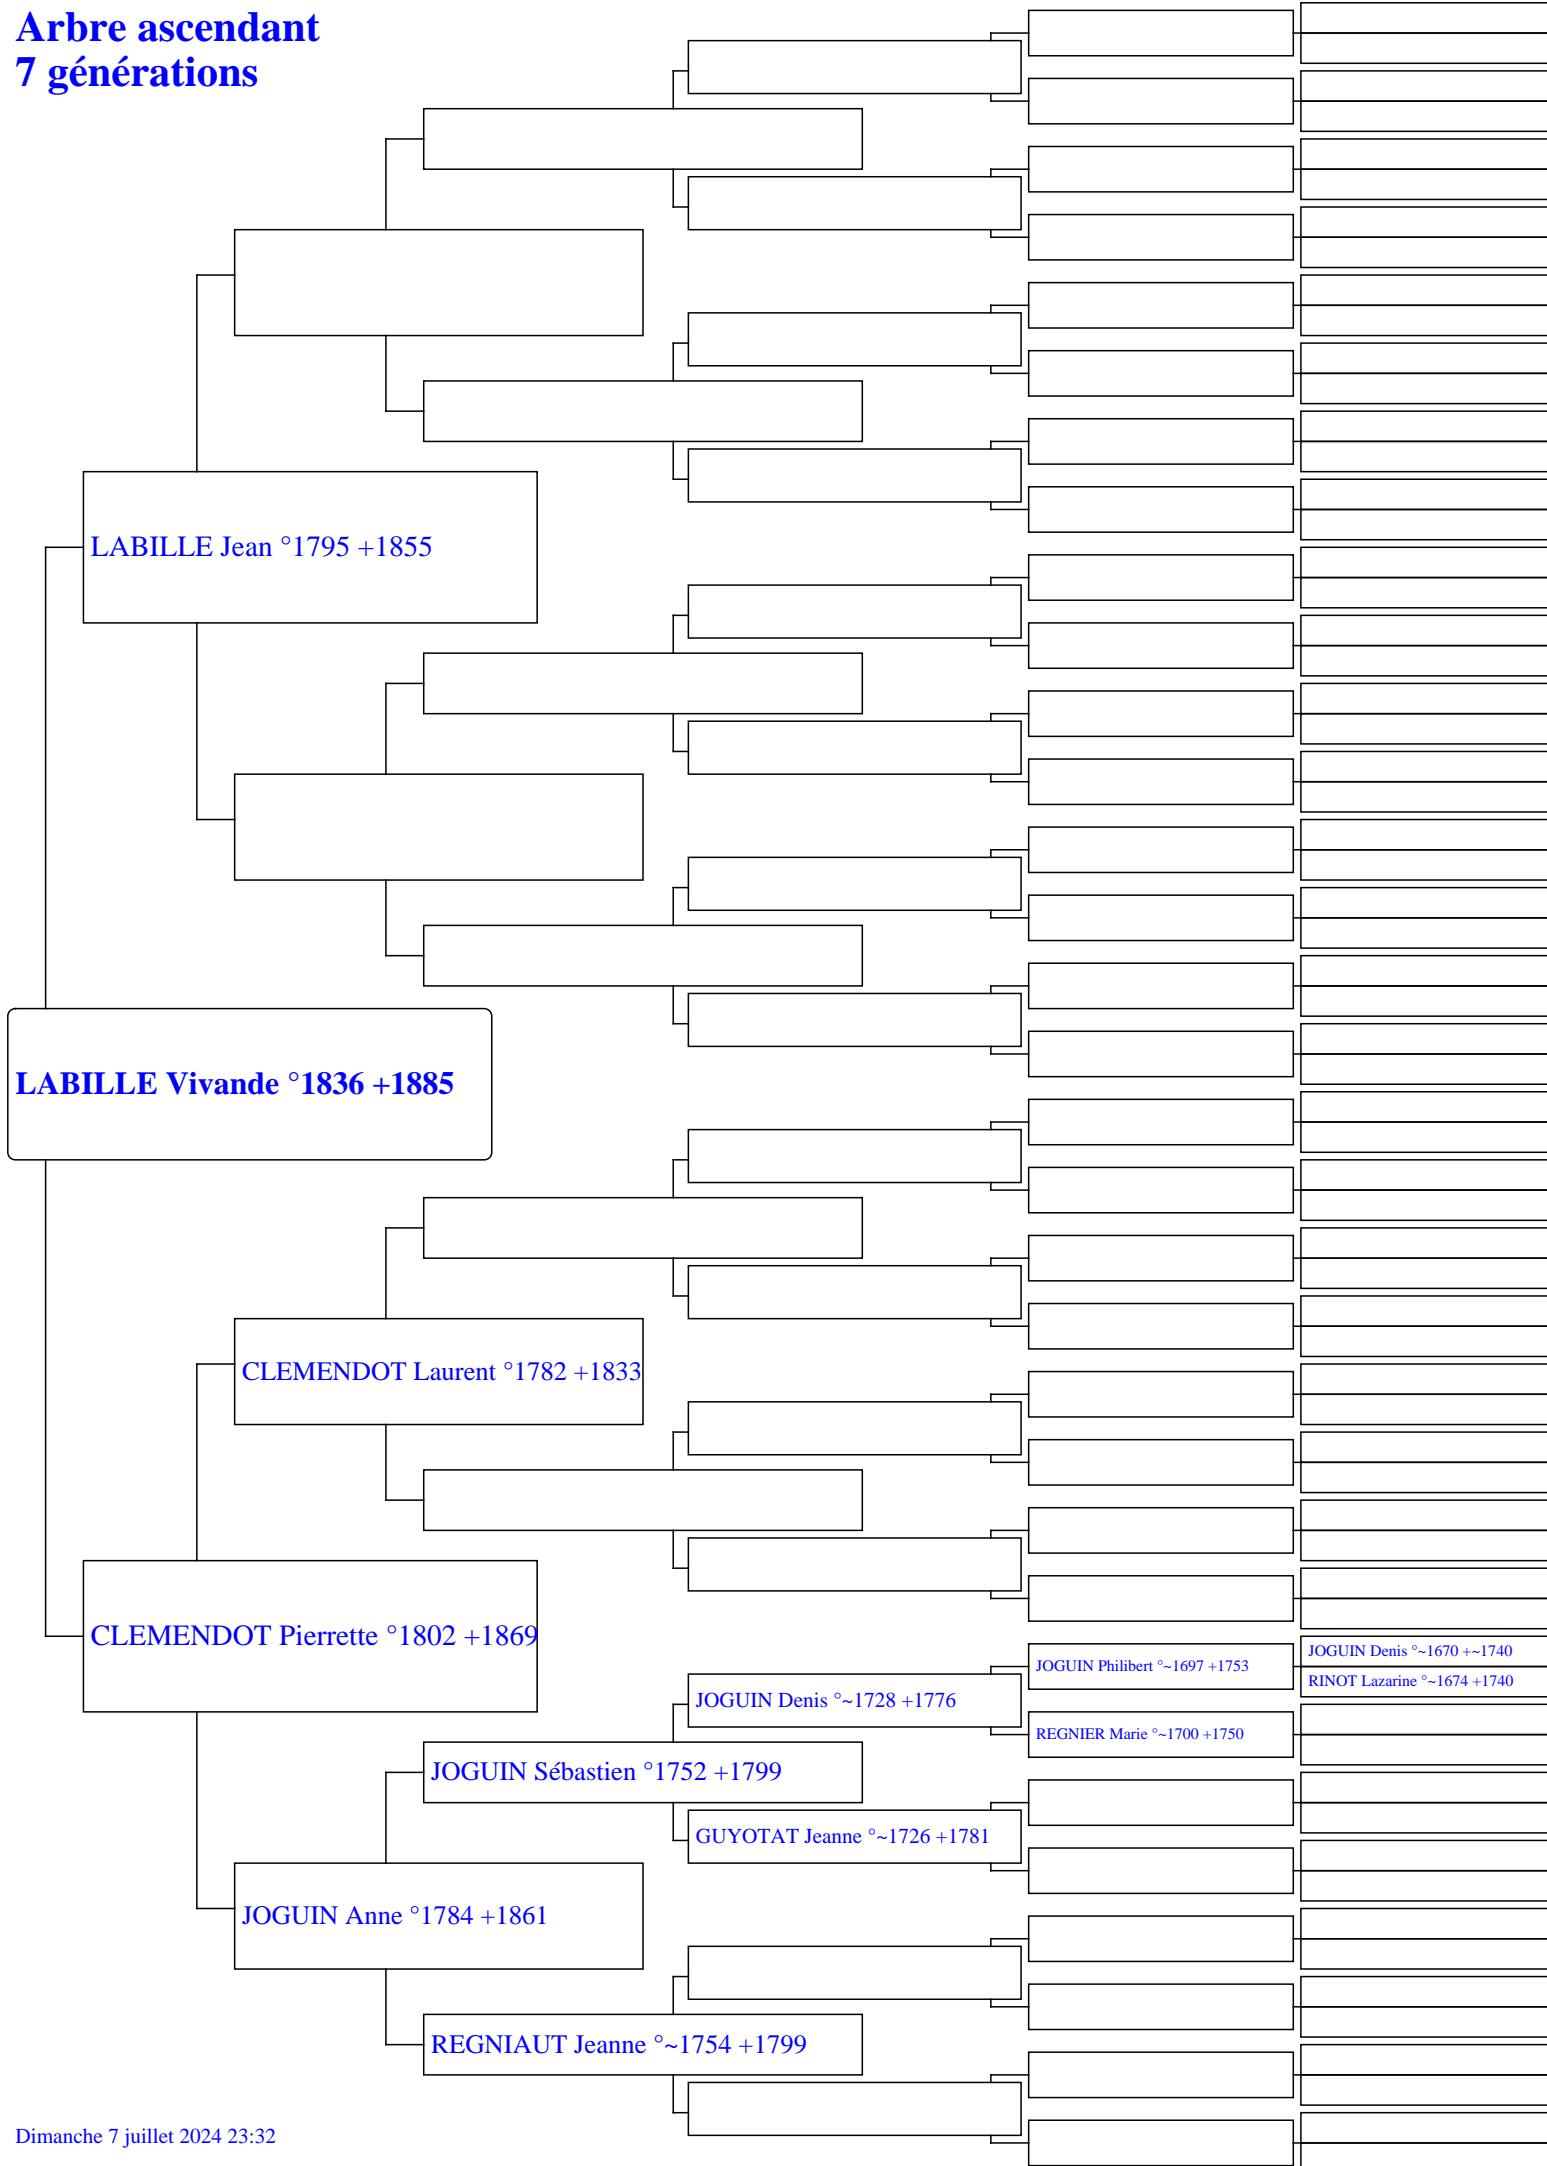 Arbre ascendant
7 générations
LABILLE Jean °1795 +1855
LABILLE Vivande °1836 +1885
CLEMENDOT Laurent °1782 +1833
CLEMENDOT Pierrette °1802 +1869
JOGUIN Denis °~1670 +~1740
JOGUIN Philibert °~1697 +1753
RINOT Lazarine °~1674 +1740
JOGUIN Denis °~1728 +1776
REGNIER Marie °~1700 +1750
JOGUIN Sébastien °1752 +1799
GUYOTAT Jeanne °~1726 +1781
JOGUIN Anne °1784 +1861
REGNIAUT Jeanne °~1754 +1799
Dimanche 7 juillet 2024 23:32